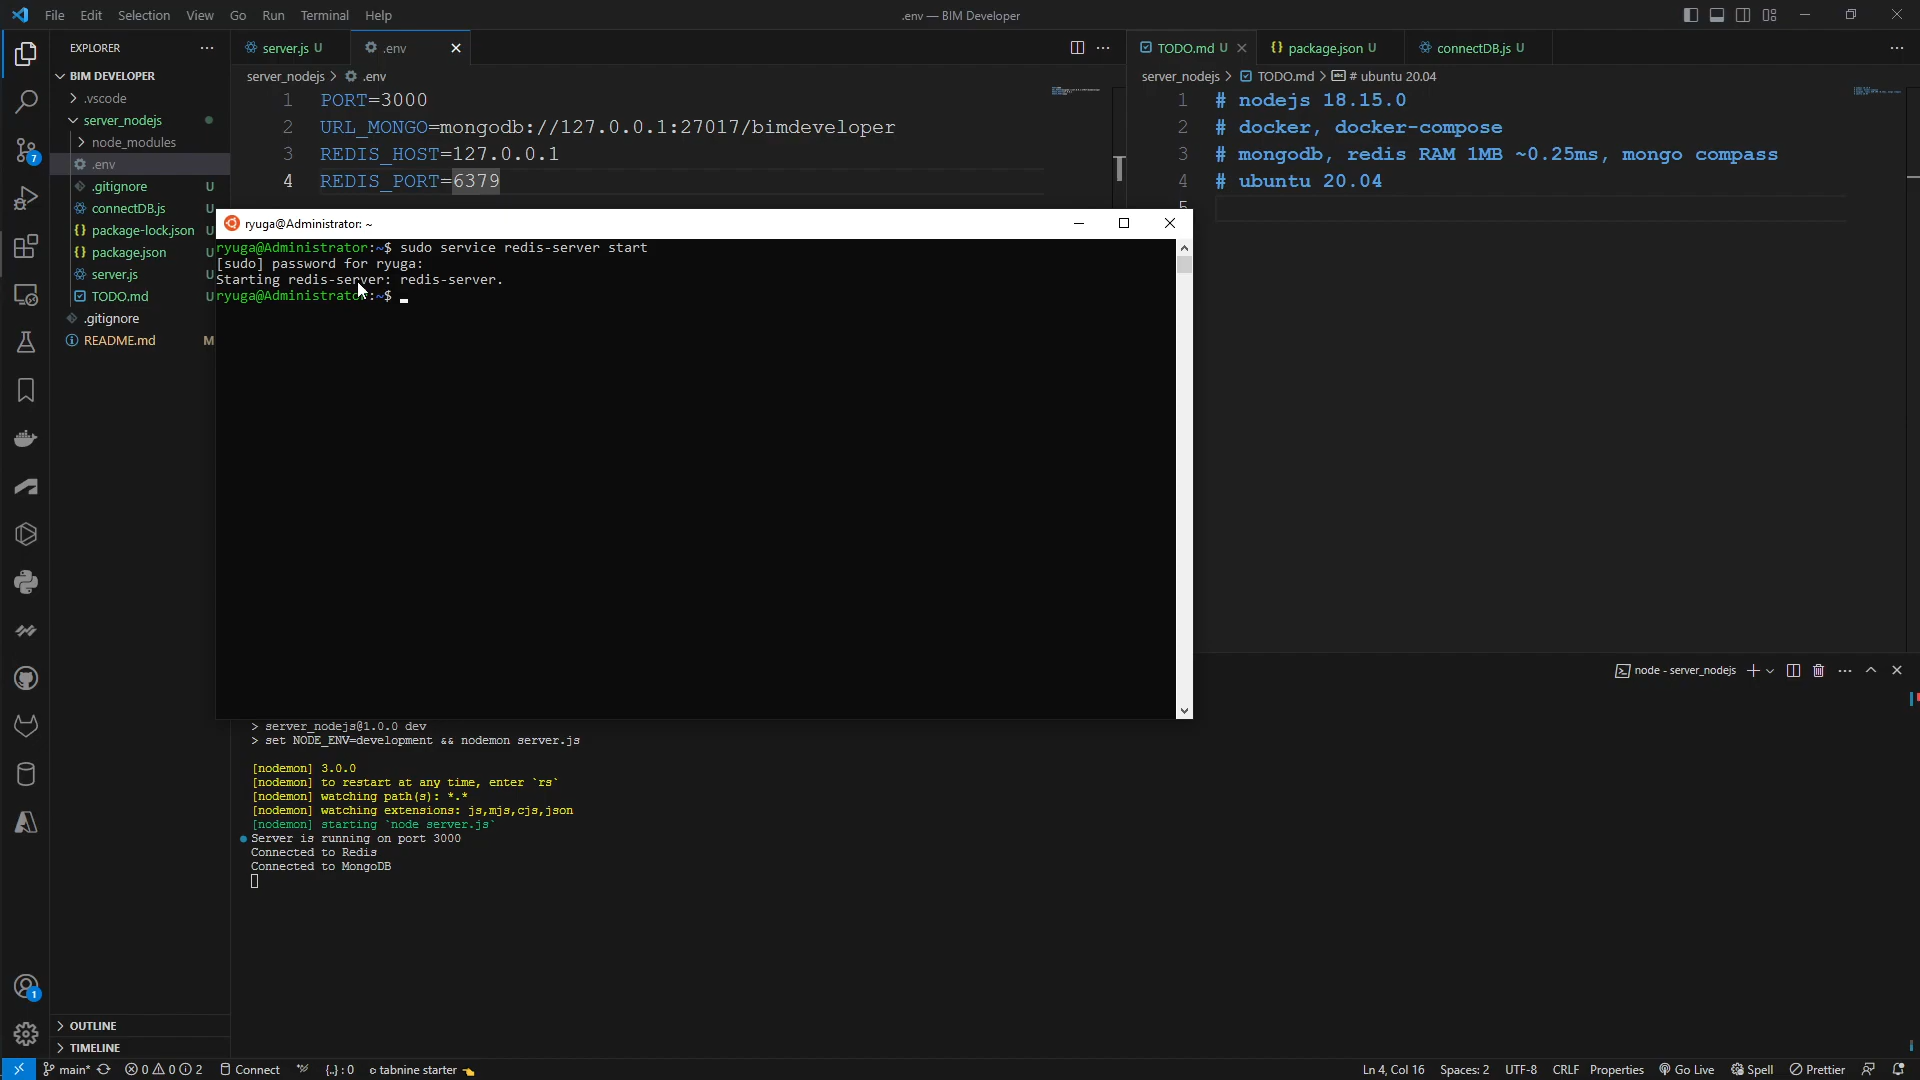 File Edit Selection View Go Run Terminal Help
.env — BIM Developer
EXPLORER
BIM DEVELOPER
.vscode
server_nodejs
node_modules
.env
.gitignore U
connectDB.js U
package-lock.json U
package.json U
server.js U
TODO.md U
.gitignore
README.md M
OUTLINE
TIMELINE
server.js U
.env
server_nodejs > .env
1 PORT=3000
2 URL_MONGO=mongodb://127.0.0.1:27017/bimdeveloper
3 REDIS_HOST=127.0.0.1
4 REDIS_PORT=6379
TODO.md U
package.json U
connectDB.js U
server_nodejs > TODO.md > # ubuntu 20.04
1 # nodejs 18.15.0
2 # docker, docker-compose
3 # mongodb, redis RAM 1MB ~0.25ms, mongo compass
4 # ubuntu 20.04
5
ryuga@Administrator: ~
ryuga@Administrator:~$ sudo service redis-server start
[sudo] password for ryuga:
Starting redis-server: redis-server.
ryuga@Administrator:~$
node - server_nodejs
> server_nodejs@1.0.0 dev
> set NODE_ENV=development && nodemon server.js
[nodemon] 3.0.0
[nodemon] to restart at any time, enter `rs`
[nodemon] watching path(s): *.*
[nodemon] watching extensions: js,mjs,cjs,json
[nodemon] starting `node server.js`
Server is running on port 3000
Connected to Redis
Connected to MongoDB
7
1
main* 0 0 2 Connect {..} : 0 tabnine starter
Ln 4, Col 16 Spaces: 2 UTF-8 CRLF Properties Go Live Spell Prettier